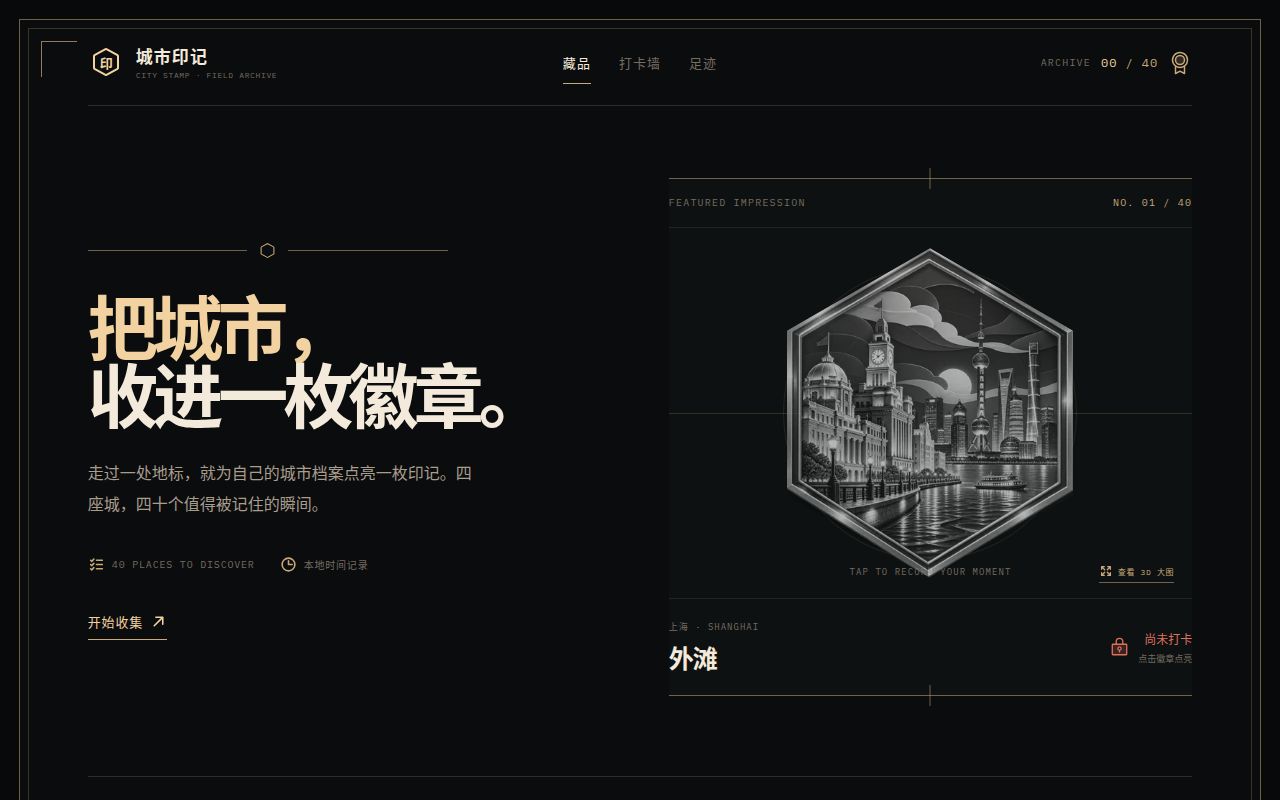 印
城市印记
CITY STAMP · FIELD ARCHIVE
藏品
打卡墙
足迹
ARCHIVE 00 / 40
FEATURED IMPRESSION
NO. 01 / 40
把城市，
收进一枚徽章。
走过一处地标，就为自己的城市档案点亮一枚印记。四
座城，四十个值得被记住的瞬间。
40 PLACES TO DISCOVER
本地时间记录
开始收集
TAP TO RECORD YOUR MOMENT
查看 3D 大图
上海 · SHANGHAI
外滩
尚未打卡
点击徽章点亮